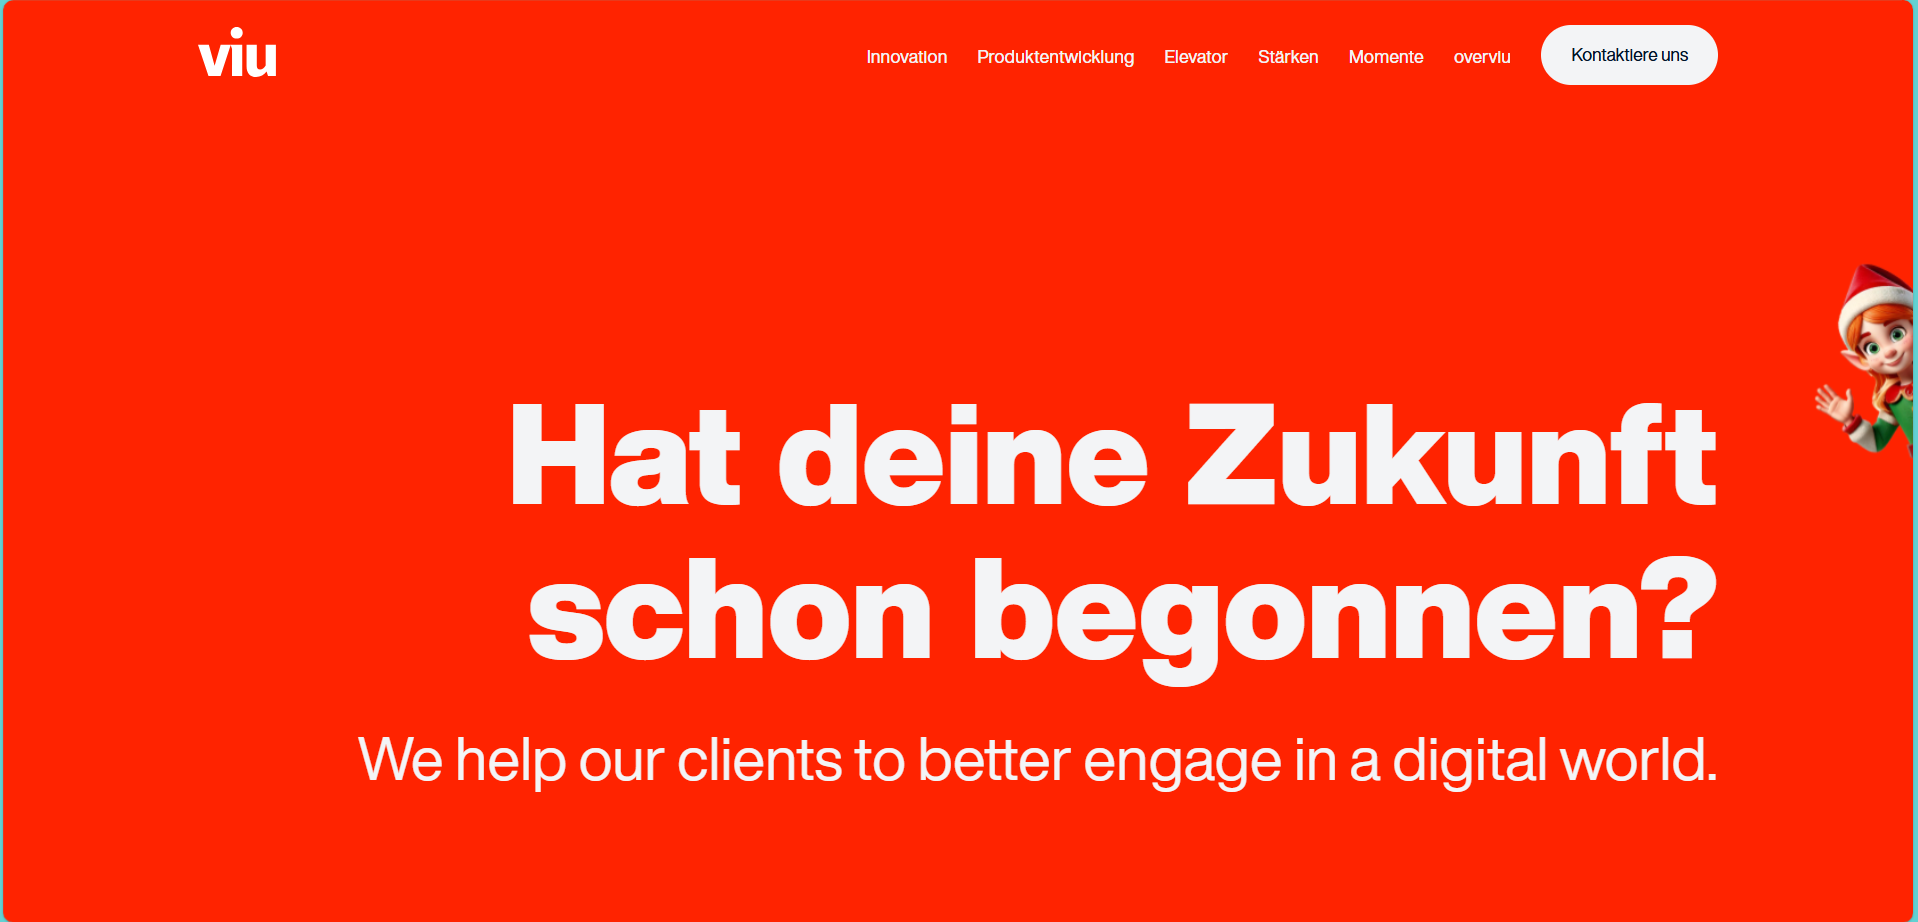 viu
Innovation Produktentwicklung Elevator Stärken Momente overviu Kontaktiere uns
Hat deine Zukunft
schon begonnen?
We help our clients to better engage in a digital world.